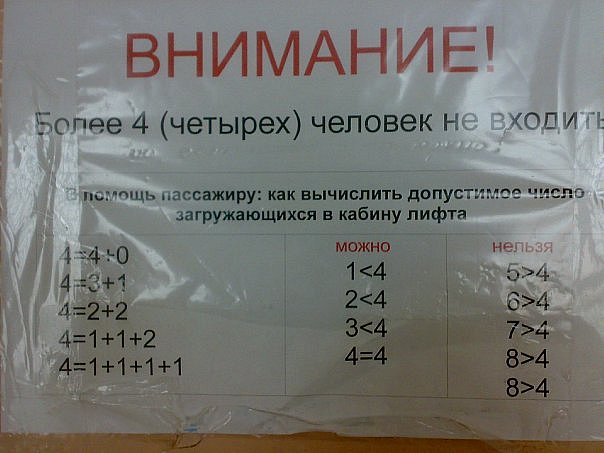 ВНИМАНИЕ!
Более 4 (четырех) человек не входить
В помощь пассажиру: как вычислить допустимое число
загружающихся в кабину лифта
4=4+0
4=3+1
4=2+2
4=1+1+2
4=1+1+1+1
можно
1<4
2<4
3<4
4=4
нельзя
5>4
6>4
7>4
8>4
8>4